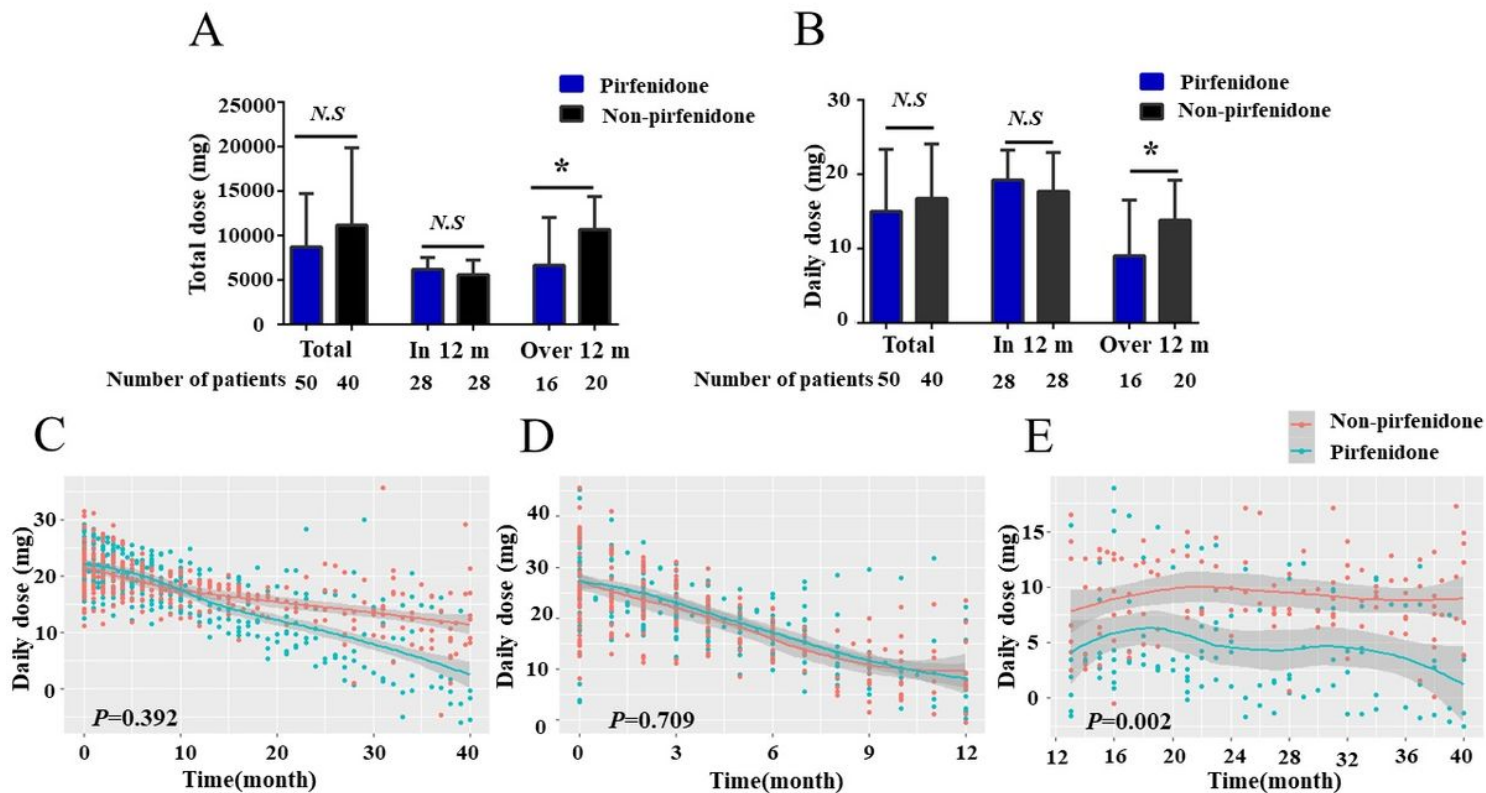 A
B
Pirfenidone
Non-pirfenidone
Total dose (mg)
25000
20000
15000
10000
5000
0
N.S
N.S
*
Total In 12 m Over 12 m
Number of patients 50 40 28 28 16 20
Pirfenidone
Non-pirfenidone
Daily dose (mg)
30
20
10
0
N.S
N.S
*
Total In 12 m Over 12 m
Number of patients 50 40 28 28 16 20
C
D
E
Non-pirfenidone
Pirfenidone
Daily dose (mg)
30
20
10
0
P=0.392
0 10 20 30 40
Time(month)
Daily dose (mg)
40
30
20
10
0
P=0.709
0 3 6 9 12
Time(month)
Daily dose (mg)
15
10
5
0
P=0.002
12 16 20 24 28 32 36 40
Time(month)